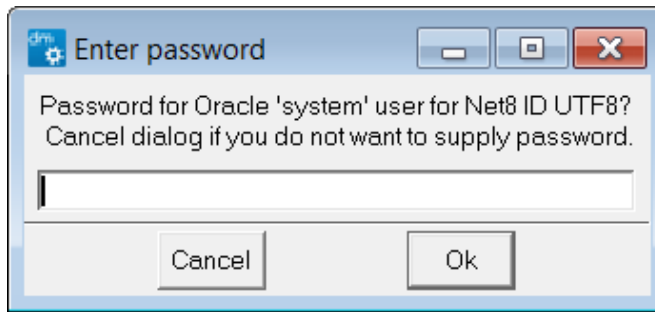 dm
Enter password
Password for Oracle 'system' user for Net8 ID UTF8?
Cancel dialog if you do not want to supply password.
Cancel
Ok